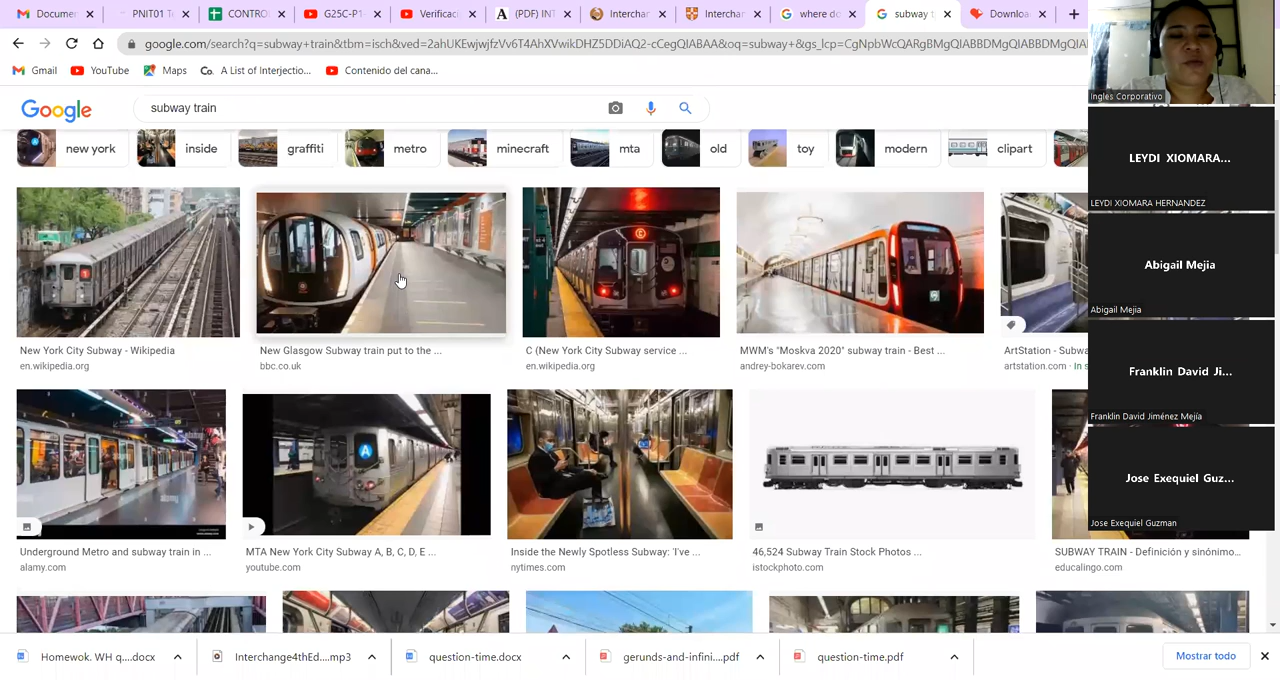 Documen
PNIT01 Te
CONTROL
G25C-P1
Verificaci
(PDF) INT
Interchan
Interchan
where do
subway t
Downloa
google.com/search?q=subway+train&tbm=isch&ved=2ahUKEwjwjfzVv6T4AhXVwikDHZ5DDiAQ2-cCegQIABAA&oq=subway+&gs_lcp=CgNpbWcQARgBMgQIABBDMgQIABBDMgQIA
Gmail
YouTube
Maps
Co. A List of Interjectio...
Contenido del cana...
Google
subway train
new york
inside
graffiti
metro
minecraft
mta
old
toy
modern
clipart
New York City Subway - Wikipedia
en.wikipedia.org
New Glasgow Subway train put to the ...
bbc.co.uk
C (New York City Subway service ...
en.wikipedia.org
MWM's "Moskva 2020" subway train - Best ...
andrey-bokarev.com
ArtStation - Subwa
artstation.com · In s
A
Underground Metro and subway train in ...
alamy.com
MTA New York City Subway A, B, C, D, E ...
youtube.com
Inside the Newly Spotless Subway: 'I've ...
nytimes.com
46,524 Subway Train Stock Photos ...
istockphoto.com
SUBWAY TRAIN - Definición y sinónimo...
educalingo.com
Ingles Corporativo
LEYDI XIOMARA...
LEYDI XIOMARA HERNANDEZ
Abigail Mejia
Abigail Mejia
Franklin David Ji...
Franklin David Jiménez Mejía
Jose Exequiel Guz...
Jose Exequiel Guzman
Homewok. WH q....docx
Interchange4thEd....mp3
question-time.docx
gerunds-and-infini....pdf
question-time.pdf
Mostrar todo